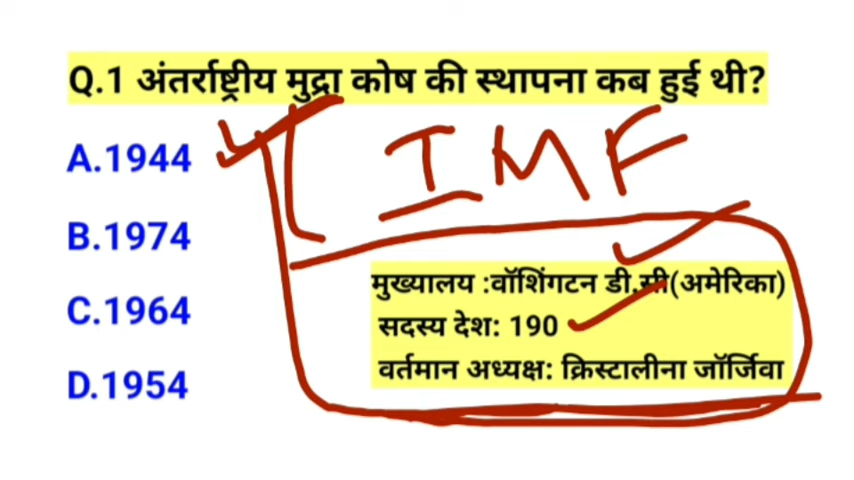 Q.1 अंतर्राष्ट्रीय मुद्रा कोष की स्थापना कब हुई थी?
A.1944
IMF
B.1974
मुख्यालय :वॉशिंगटन डी.सी(अमेरिका)
C.1964
सदस्य देश: 190
वर्तमान अध्यक्ष: क्रिस्टालीना जॉर्जिवा
D.1954